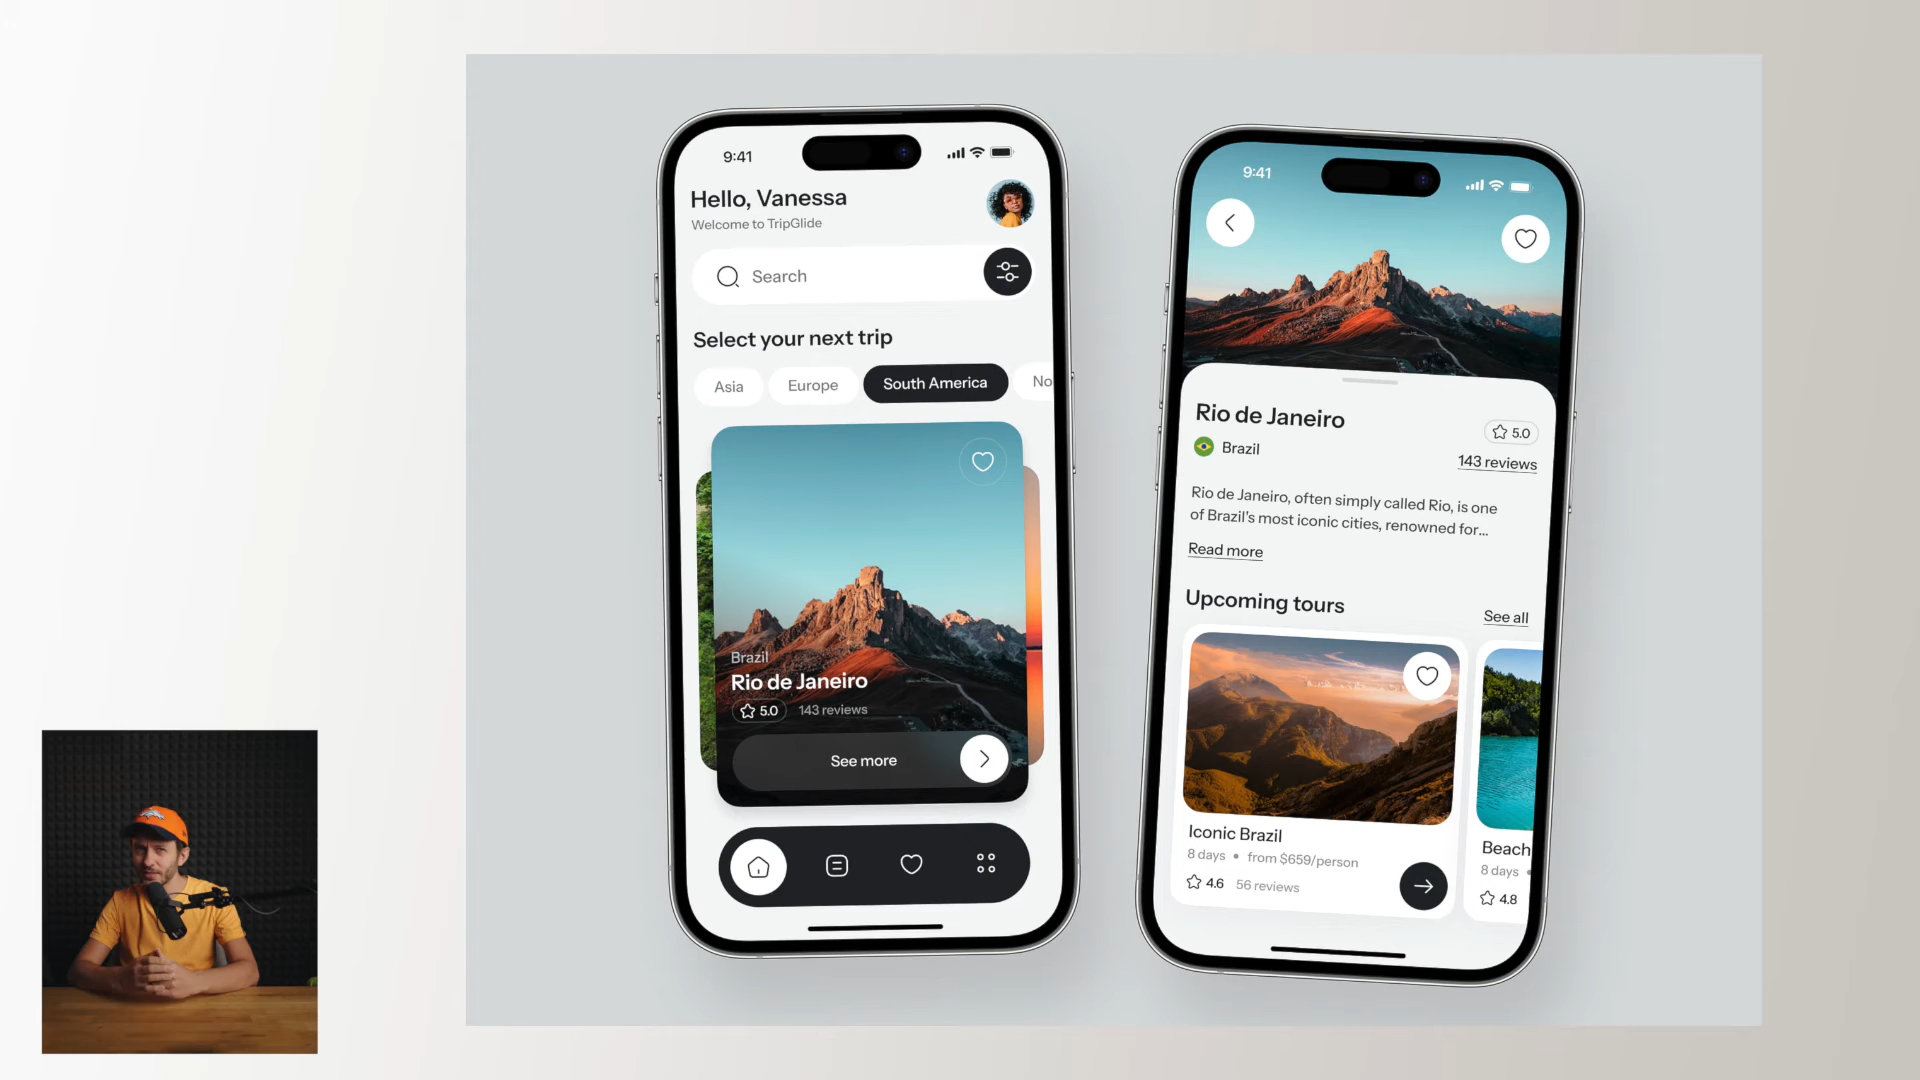 9:41
Hello, Vanessa
Welcome to TripGlide
Search
Select your next trip
Asia
Europe
South America
No
Brazil
Rio de Janeiro
5.0
143 reviews
See more
9:41
Rio de Janeiro
5.0
Brazil
143 reviews
Rio de Janeiro, often simply called Rio, is one
of Brazil's most iconic cities, renowned for...
Read more
Upcoming tours
See all
Iconic Brazil
8 days • from $659/person
4.6
56 reviews
Beach
8 days •
4.8